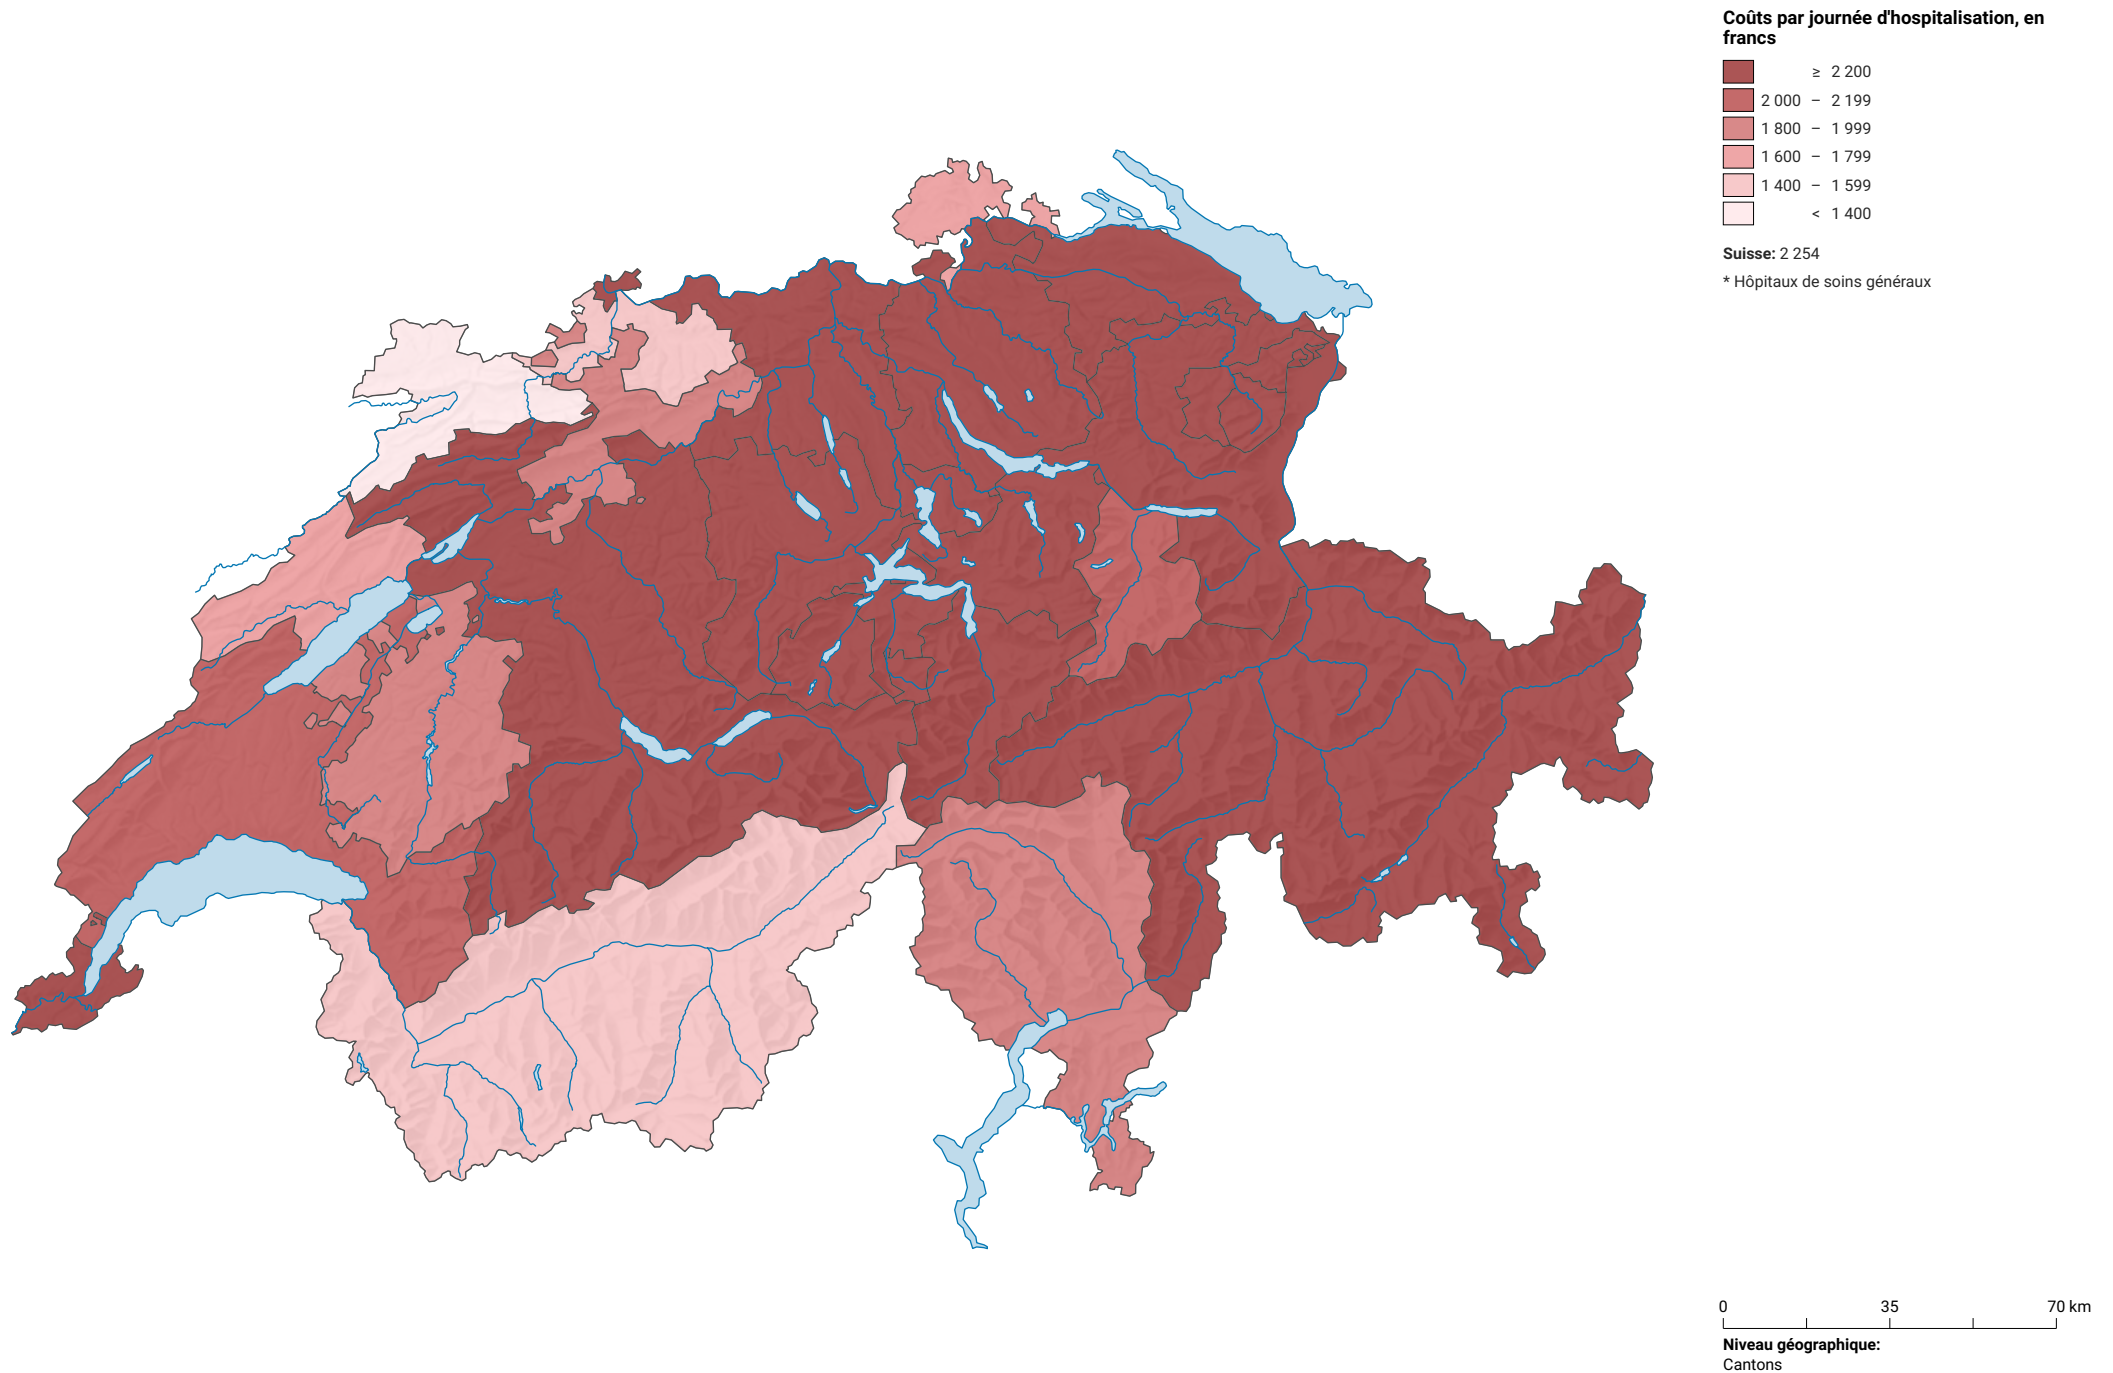 Coûts par journée d'hospitalisation, en
francs
≥ 2 200
2 000 – 2 199
1 800 – 1 999
1 600 – 1 799
1 400 – 1 599
< 1 400
Suisse: 2 254
* Hôpitaux de soins généraux
0 35 70 km
Niveau géographique:
Cantons